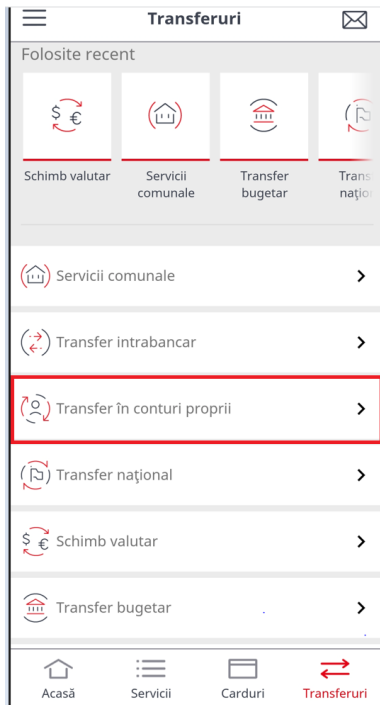 Transferuri
Folosite recent
Schimb valutar
Servicii
comunale
Transfer
bugetar
Servicii comunale
Transfer intrabancar
Transfer în conturi proprii
Transfer național
Schimb valutar
Transfer bugetar
Acasă
Servicii
Carduri
Transferuri